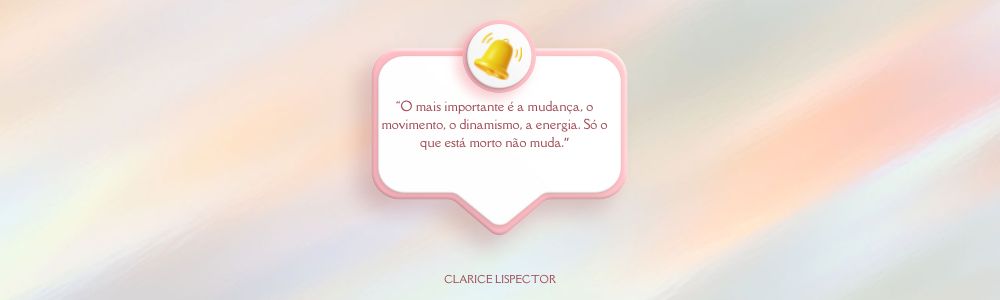 “O mais importante é a mudança, o
movimento, o dinamismo, a energia. Só o
que está morto não muda.”
CLARICE LISPECTOR